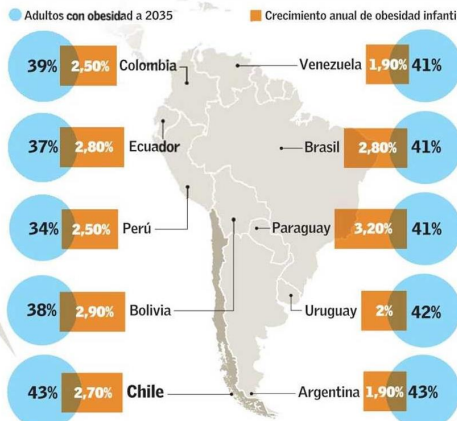 Adultos con obesidad a 2035
Crecimiento anual de obesidad infanti
39% 2,50% Colombia
Venezuela 1,90% 41%
37% 2,80% Ecuador
Brasil 2,80% 41%
34% 2,50% Perú
Paraguay 3,20% 41%
38% 2,90% Bolivia
Uruguay 2% 42%
43% 2,70% Chile
Argentina 1,90% 43%